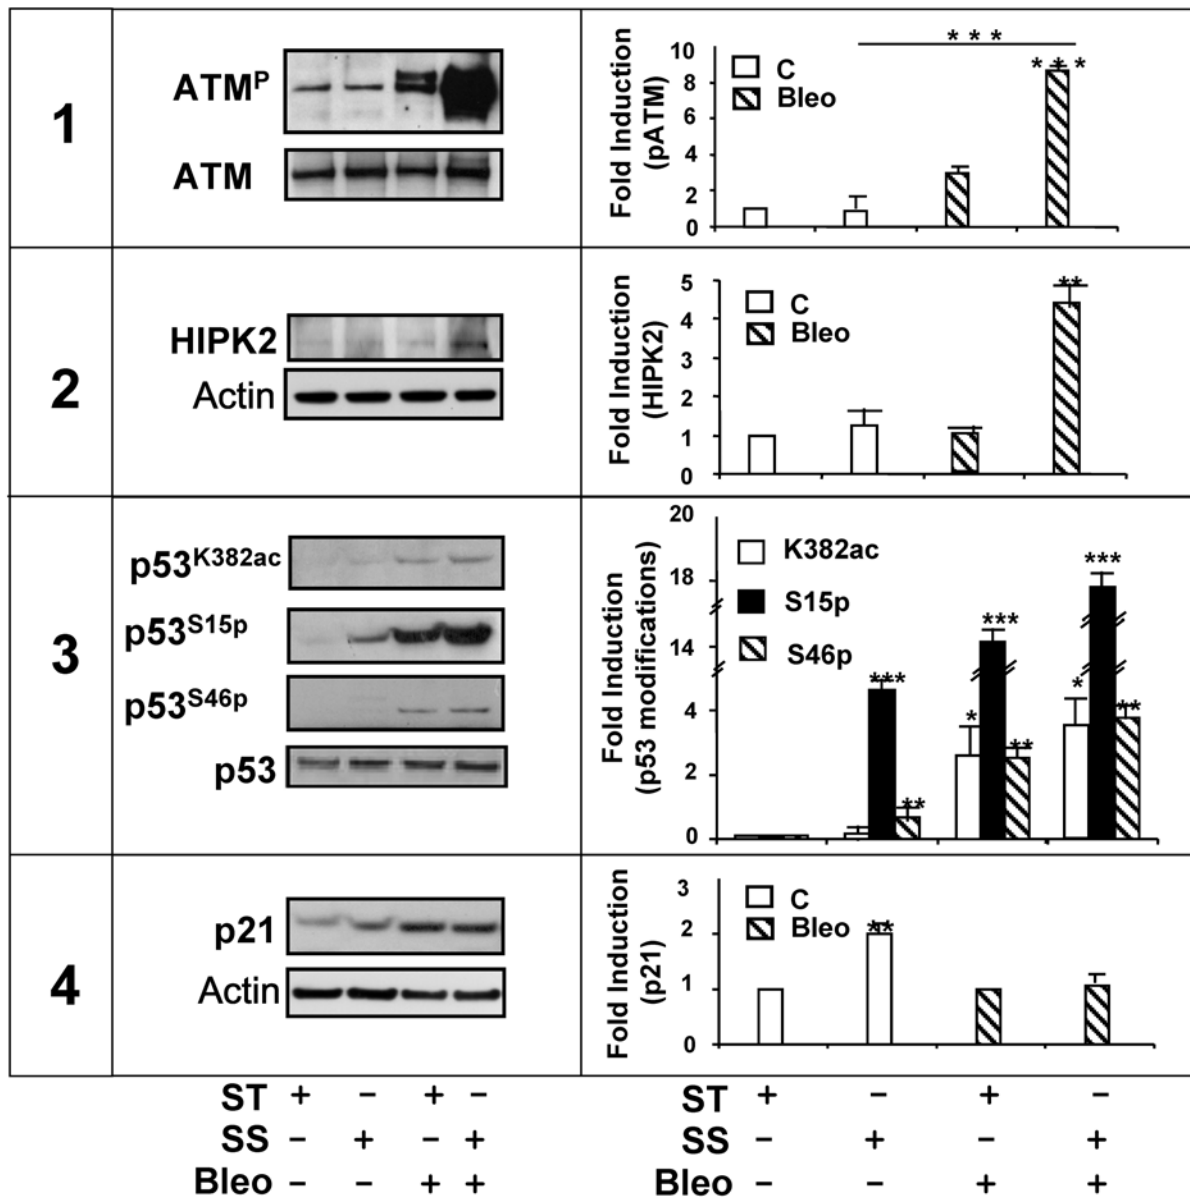 1
ATMP
ATM
Fold Induction
(pATM)
10
8
6
4
2
0
C
Bleo
* * *
* * *
2
HIPK2
Actin
Fold Induction
(HIPK2)
5
4
5
2
1
0
C
Bleo
**
3
p53K382ac
p53S15p
p53S46p
p53
Fold Induction
(p53 modifications)
20
18
14
4
2
0
K382ac
S15p
S46p
***
**
*
***
**
*
***
**
4
p21
Actin
Fold Induction
(p21)
3
2
1
0
C
Bleo
**
ST + – + –
SS – + – +
Bleo – – + +
ST + – + –
SS – + – +
Bleo – – + +